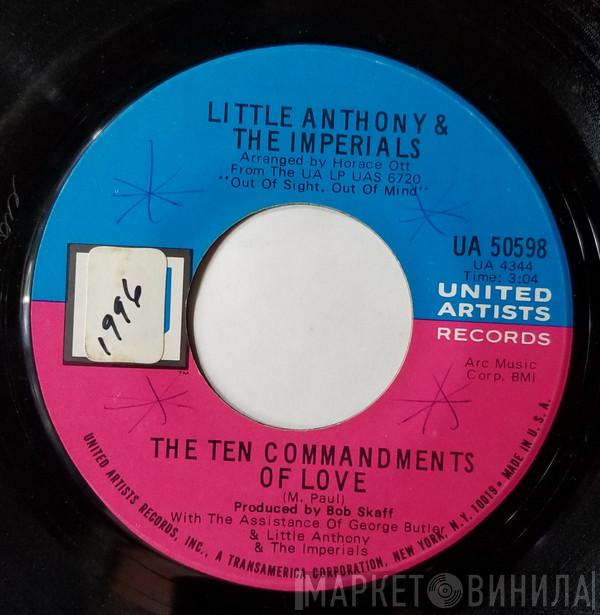 LITTLE ANTHONY &
THE IMPERIALS
Arranged by Horace Ott
From The UA LP UAS 6720
"Out Of Sight, Out Of Mind"
UA 50598
UA 4344
Time: 3:04
UNITED
ARTISTS
RECORDS
Arc Music
Corp. BMI
1996
TM
THE TEN COMMANDMENTS
OF LOVE
(M. Paul)
Produced by Bob Skaff
With The Assistance Of George Butler
& Little Anthony
& The Imperials
UNITED ARTISTS RECORDS, INC., A TRANSAMERICA CORPORATION, NEW YORK, N.Y. 10019 • MADE IN U.S.A.
МАРКЕТ ВИНИЛА